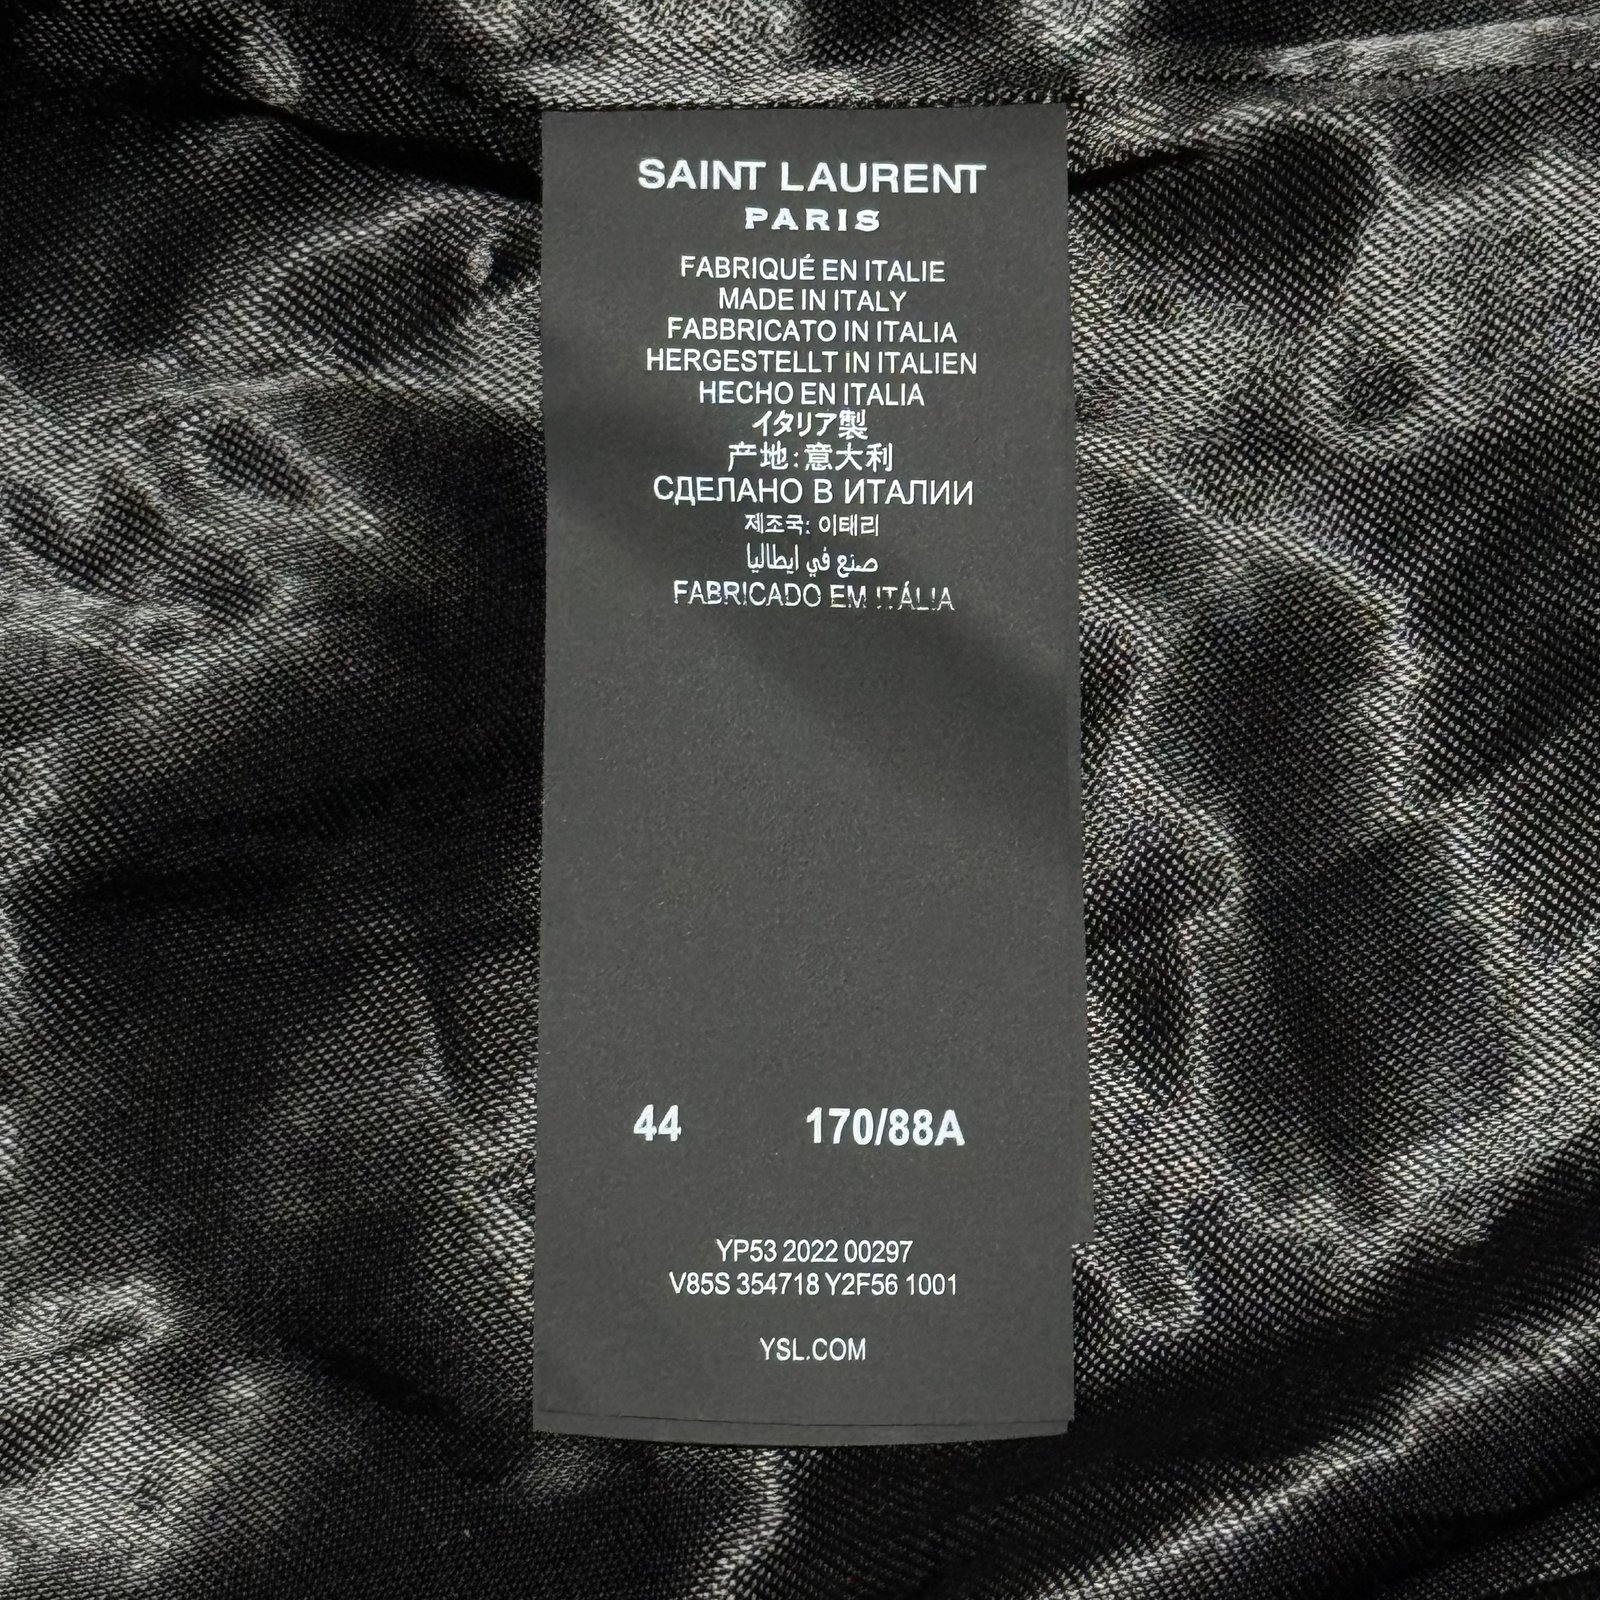 SAINT LAURENT
PARIS
FABRIQUÉ EN ITALIE
MADE IN ITALY
FABBRICATO IN ITALIA
HERGESTELLT IN ITALIEN
HECHO EN ITALIA
イタリア製
产地:意大利
СДЕЛАНО В ИТАЛИИ
제조국: 이태리
صنع في ايطاليا
FABRICADO EM ITÁLIA
44 170/88A
YP53 2022 00297
V85S 354718 Y2F56 1001
YSL.COM